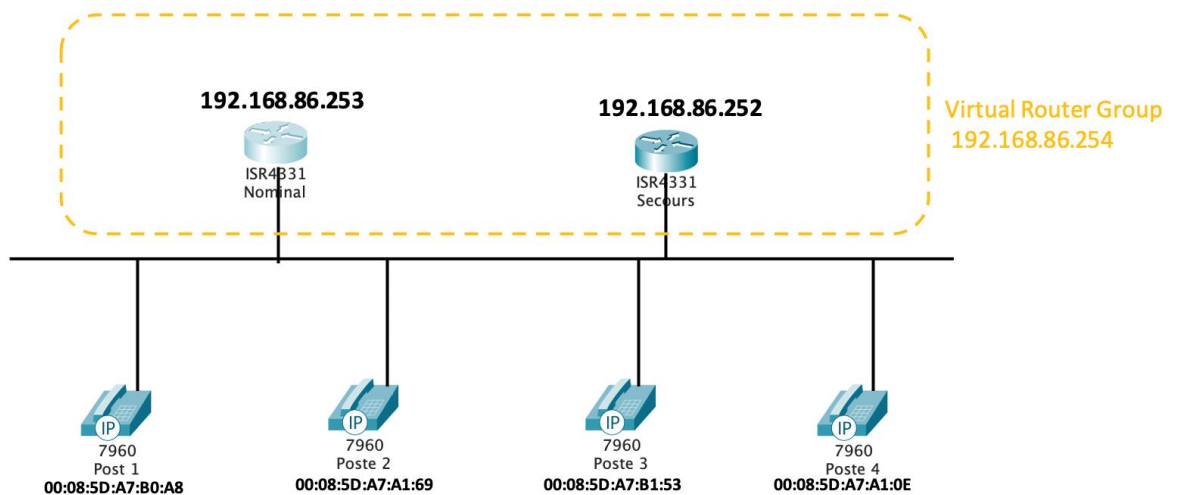 192.168.86.253
192.168.86.252
Virtual Router Group
192.168.86.254
ISR4331
Nominal
ISR4331
Secours
IP
7960
Post 1
00:08:5D:A7:B0:A8
IP
7960
Poste 2
00:08:5D:A7:A1:69
IP
7960
Poste 3
00:08:5D:A7:B1:53
IP
7960
Poste 4
00:08:5D:A7:A1:0E